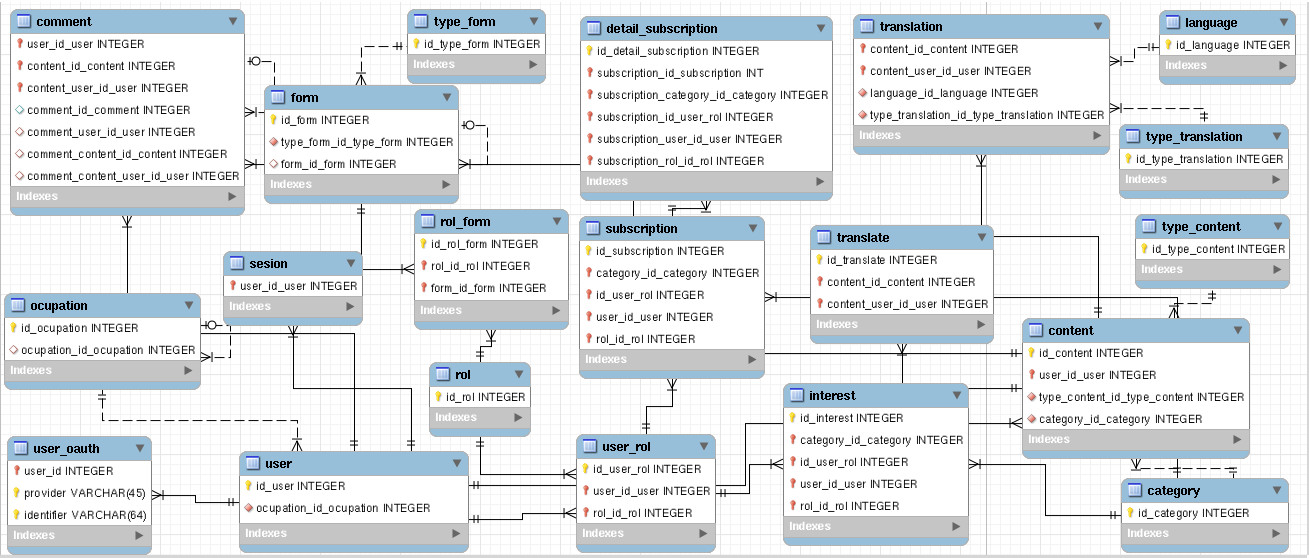 comment
user_id_user INTEGER
content_id_content INTEGER
content_user_id_user INTEGER
comment_id_comment INTEGER
comment_user_id_user INTEGER
comment_content_id_content INTEGER
comment_content_user_id_user INTEGER
Indexes
type_form
id_type_form INTEGER
Indexes
form
id_form INTEGER
type_form_id_type_form INTEGER
form_id_form INTEGER
Indexes
detail_subscription
id_detail_subscription INTEGER
subscription_id_subscription INT
subscription_category_id_category INTEGER
subscription_id_user_rol INTEGER
subscription_user_id_user INTEGER
subscription_rol_id_rol INTEGER
Indexes
translation
content_id_content INTEGER
content_user_id_user INTEGER
language_id_language INTEGER
type_translation_id_type_translation INTEGER
Indexes
language
id_language INTEGER
Indexes
type_translation
id_type_translation INTEGER
Indexes
rol_form
id_rol_form INTEGER
rol_id_rol INTEGER
form_id_form INTEGER
Indexes
subscription
id_subscription INTEGER
category_id_category INTEGER
id_user_rol INTEGER
user_id_user INTEGER
rol_id_rol INTEGER
Indexes
translate
id_translate INTEGER
content_id_content INTEGER
content_user_id_user INTEGER
Indexes
type_content
id_type_content INTEGER
Indexes
sesion
user_id_user INTEGER
Indexes
ocupation
id_ocupation INTEGER
ocupation_id_ocupation INTEGER
Indexes
content
id_content INTEGER
user_id_user INTEGER
type_content_id_type_content INTEGER
category_id_category INTEGER
Indexes
rol
id_rol INTEGER
Indexes
interest
id_interest INTEGER
category_id_category INTEGER
id_user_rol INTEGER
user_id_user INTEGER
rol_id_rol INTEGER
Indexes
user_oauth
user_id INTEGER
provider VARCHAR(45)
identifier VARCHAR(64)
Indexes
user
id_user INTEGER
ocupation_id_ocupation INTEGER
Indexes
user_rol
id_user_rol INTEGER
user_id_user INTEGER
rol_id_rol INTEGER
Indexes
category
id_category INTEGER
Indexes